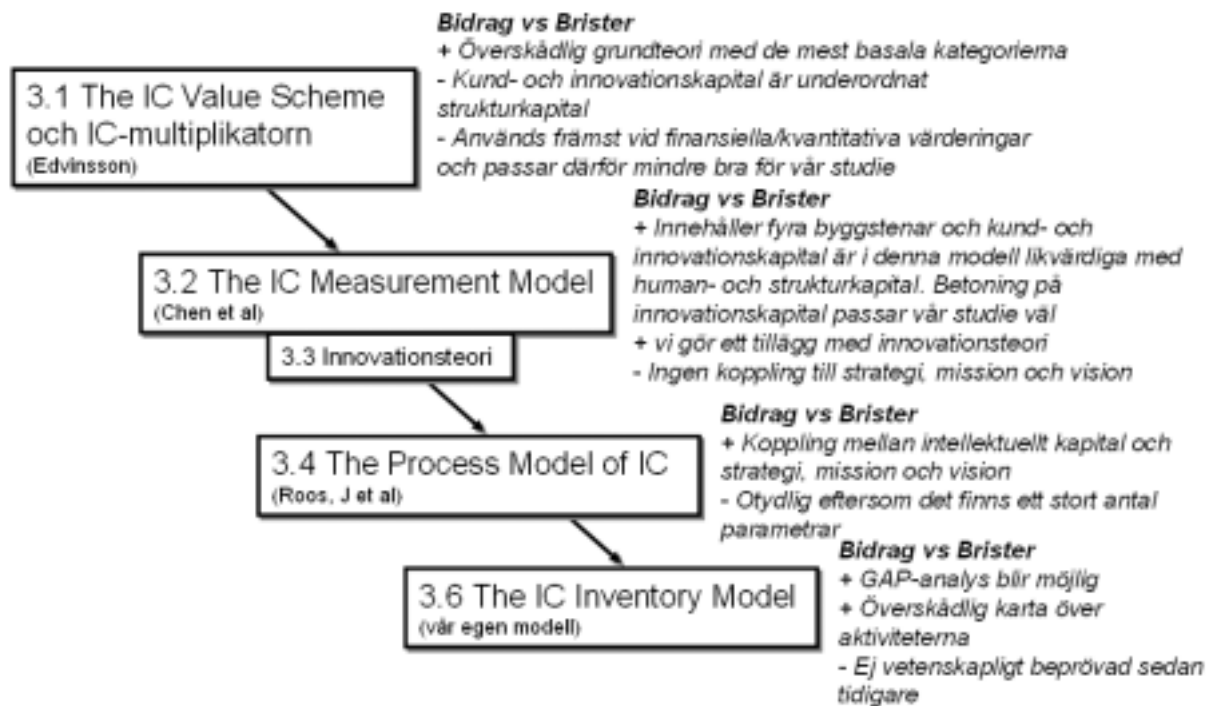 Bidrag vs Brister
+ Överskådlig grundteori med de mest basala kategorierna
- Kund- och innovationskapital är underordnat
strukturkapital
- Används främst vid finansiella/kvantitativa värderingar
och passar därför mindre bra för vår studie
3.1 The IC Value Scheme
och IC-multiplikatorn
(Edvinsson)
Bidrag vs Brister
+ Innehåller fyra byggstenar och kund- och
innovationskapital är i denna modell likvärdiga med
human- och strukturkapital. Betoning på
innovationskapital passar vår studie väl
+ vi gör ett tillägg med innovationsteori
- Ingen koppling till strategi, mission och vision
3.2 The IC Measurement Model
(Chen et al)
3.3 Innovationsteori
Bidrag vs Brister
+ Koppling mellan intellektuellt kapital och
strategi, mission och vision
- Otydlig eftersom det finns ett stort antal
parametrar
3.4 The Process Model of IC
(Roos, J et al)
Bidrag vs Brister
+ GAP-analys blir möjlig
+ Överskådlig karta över
aktiviteterna
- Ej vetenskapligt beprövad sedan
tidigare
3.6 The IC Inventory Model
(vår egen modell)